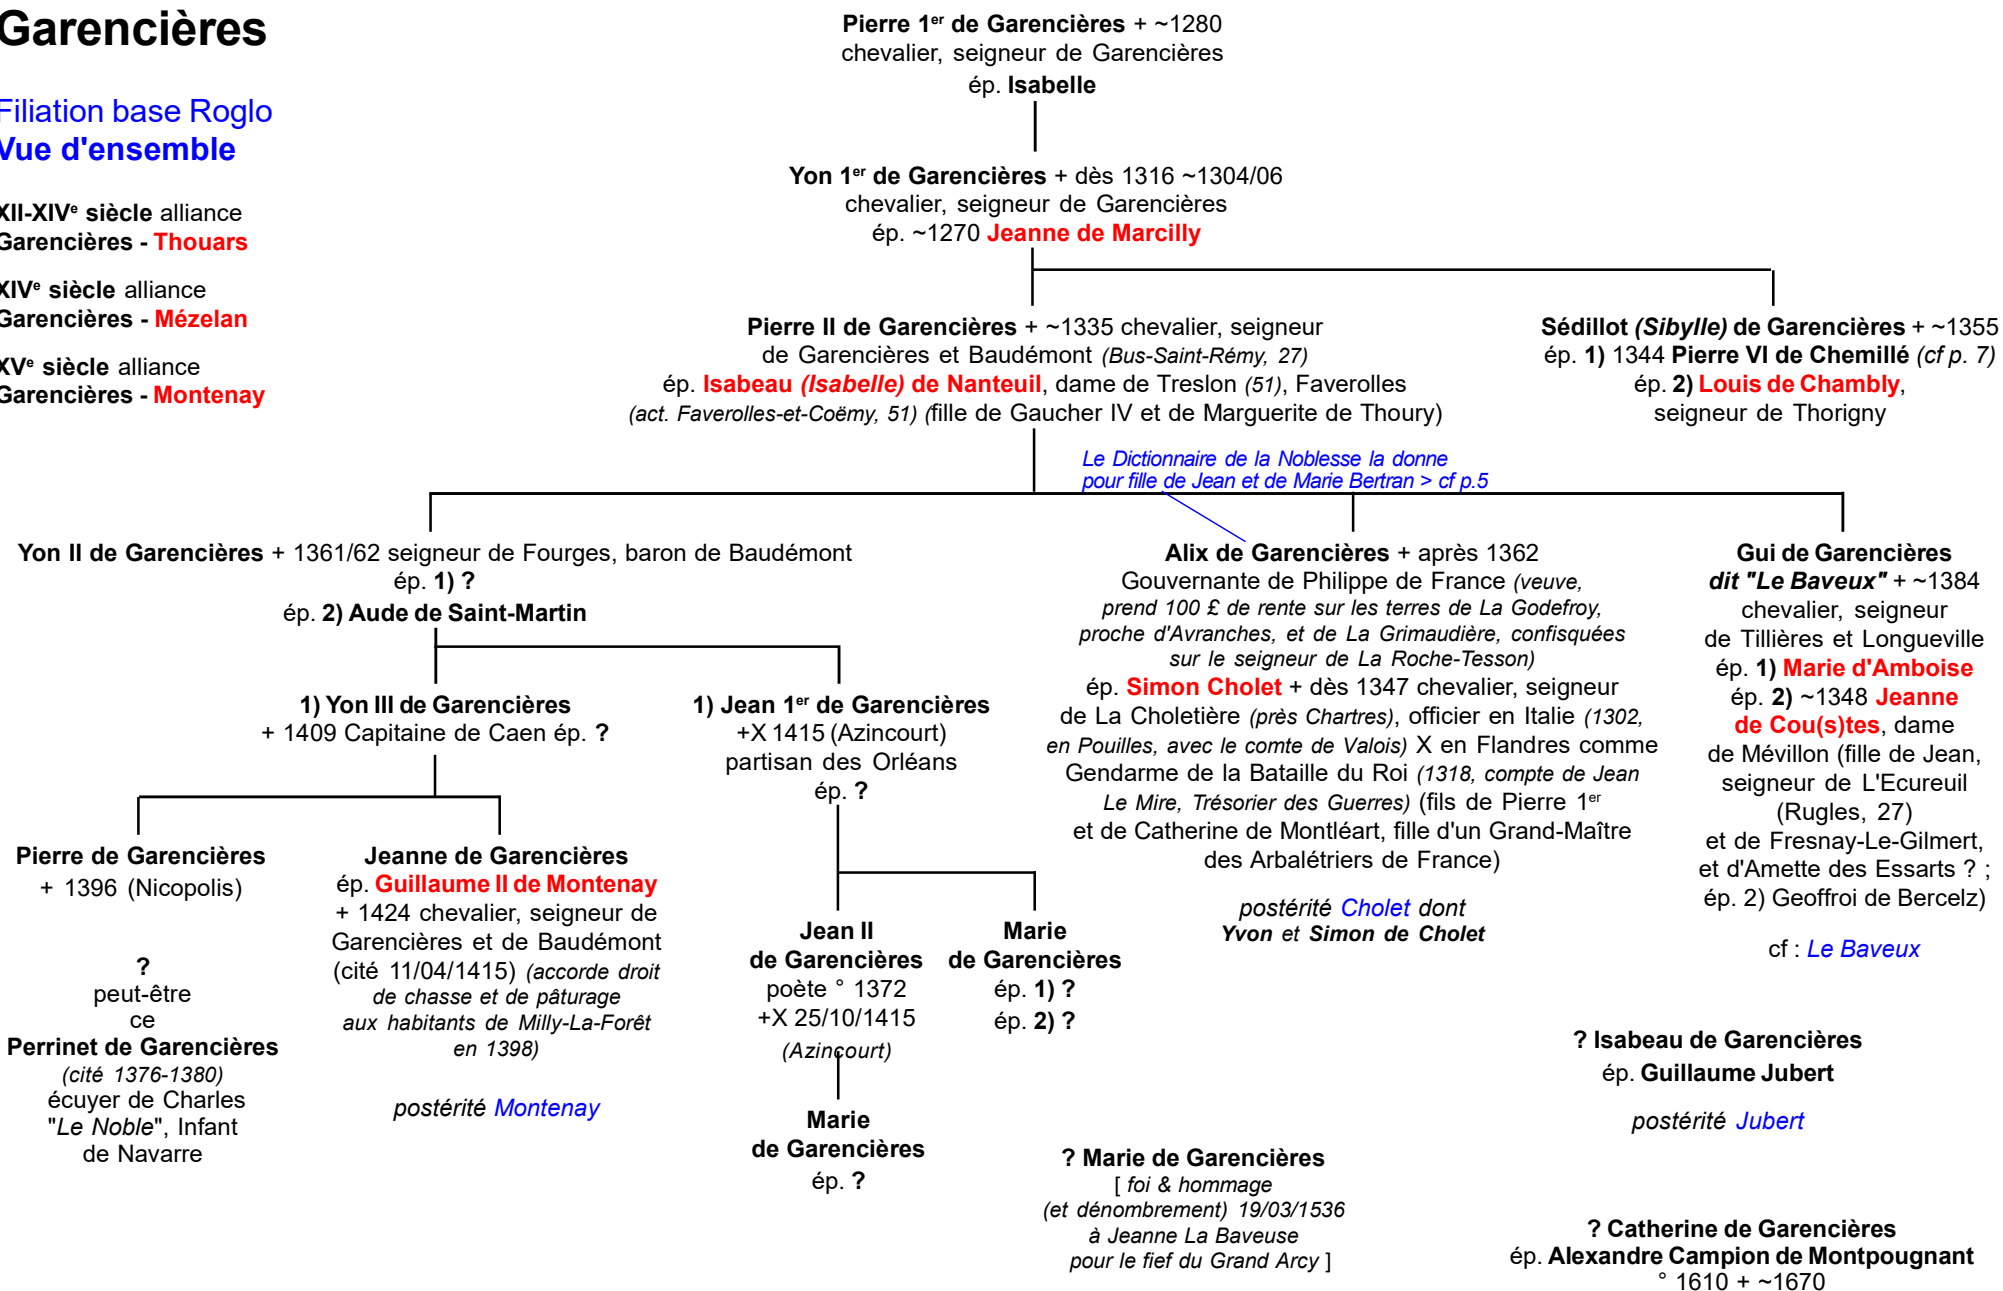 Garencières
Filiation base Roglo
Vue d'ensemble
XII-XIVe siècle alliance
Garencières - Thouars
XIVe siècle alliance
Garencières - Mézelan
XVe siècle alliance
Garencières - Montenay
Pierre 1er de Garencières + ~1280
chevalier, seigneur de Garencières
ép. Isabelle
Yon 1er de Garencières + dès 1316 ~1304/06
chevalier, seigneur de Garencières
ép. ~1270 Jeanne de Marcilly
Pierre II de Garencières + ~1335 chevalier, seigneur
de Garencières et Baudémont (Bus-Saint-Rémy, 27)
ép. Isabeau (Isabelle) de Nanteuil, dame de Treslon (51), Faverolles
(act. Faverolles-et-Coëmy, 51) (fille de Gaucher IV et de Marguerite de Thoury)
Sédillot (Sibylle) de Garencières + ~1355
ép. 1) 1344 Pierre VI de Chemillé (cf p. 7)
ép. 2) Louis de Chambly,
seigneur de Thorigny
Le Dictionnaire de la Noblesse la donne
pour fille de Jean et de Marie Bertran > cf p.5
Yon II de Garencières + 1361/62 seigneur de Fourges, baron de Baudémont
ép. 1) ?
ép. 2) Aude de Saint-Martin
Alix de Garencières + après 1362
Gouvernante de Philippe de France (veuve,
prend 100 £ de rente sur les terres de La Godefroy,
proche d'Avranches, et de La Grimaudière, confisquées
sur le seigneur de La Roche-Tesson)
ép. Simon Cholet + dès 1347 chevalier, seigneur
de La Choletière (près Chartres), officier en Italie (1302,
en Pouilles, avec le comte de Valois) X en Flandres comme
Gendarme de la Bataille du Roi (1318, compte de Jean
Le Mire, Trésorier des Guerres) (fils de Pierre 1er
et de Catherine de Montléart, fille d'un Grand-Maître
des Arbalétriers de France)
postérité Cholet dont
Yvon et Simon de Cholet
Gui de Garencières
dit "Le Baveux" + ~1384
chevalier, seigneur
de Tillières et Longueville
ép. 1) Marie d'Amboise
ép. 2) ~1348 Jeanne
de Cou(s)tes, dame
de Mévillon (fille de Jean,
seigneur de L'Ecureuil
(Rugles, 27)
et de Fresnay-Le-Gilmert,
et d'Amette des Essarts ? ;
ép. 2) Geoffroi de Bercelz)
cf : Le Baveux
1) Yon III de Garencières
+ 1409 Capitaine de Caen ép. ?
1) Jean 1er de Garencières
+X 1415 (Azincourt)
partisan des Orléans
ép. ?
Pierre de Garencières
+ 1396 (Nicopolis)
?
peut-être
ce
Perrinet de Garencières
(cité 1376-1380)
écuyer de Charles
"Le Noble", Infant
de Navarre
Jeanne de Garencières
ép. Guillaume II de Montenay
+ 1424 chevalier, seigneur de
Garencières et de Baudémont
(cité 11/04/1415) (accorde droit
de chasse et de pâturage
aux habitants de Milly-La-Forêt
en 1398)
postérité Montenay
Jean II
de Garencières
poète ° 1372
+X 25/10/1415
(Azincourt)
Marie
de Garencières
ép. 1) ?
ép. 2) ?
Marie
de Garencières
ép. ?
? Marie de Garencières
[ foi & hommage
(et dénombrement) 19/03/1536
à Jeanne La Baveuse
pour le fief du Grand Arcy ]
? Isabeau de Garencières
ép. Guillaume Jubert
postérité Jubert
? Catherine de Garencières
ép. Alexandre Campion de Montpougnant
° 1610 + ~1670